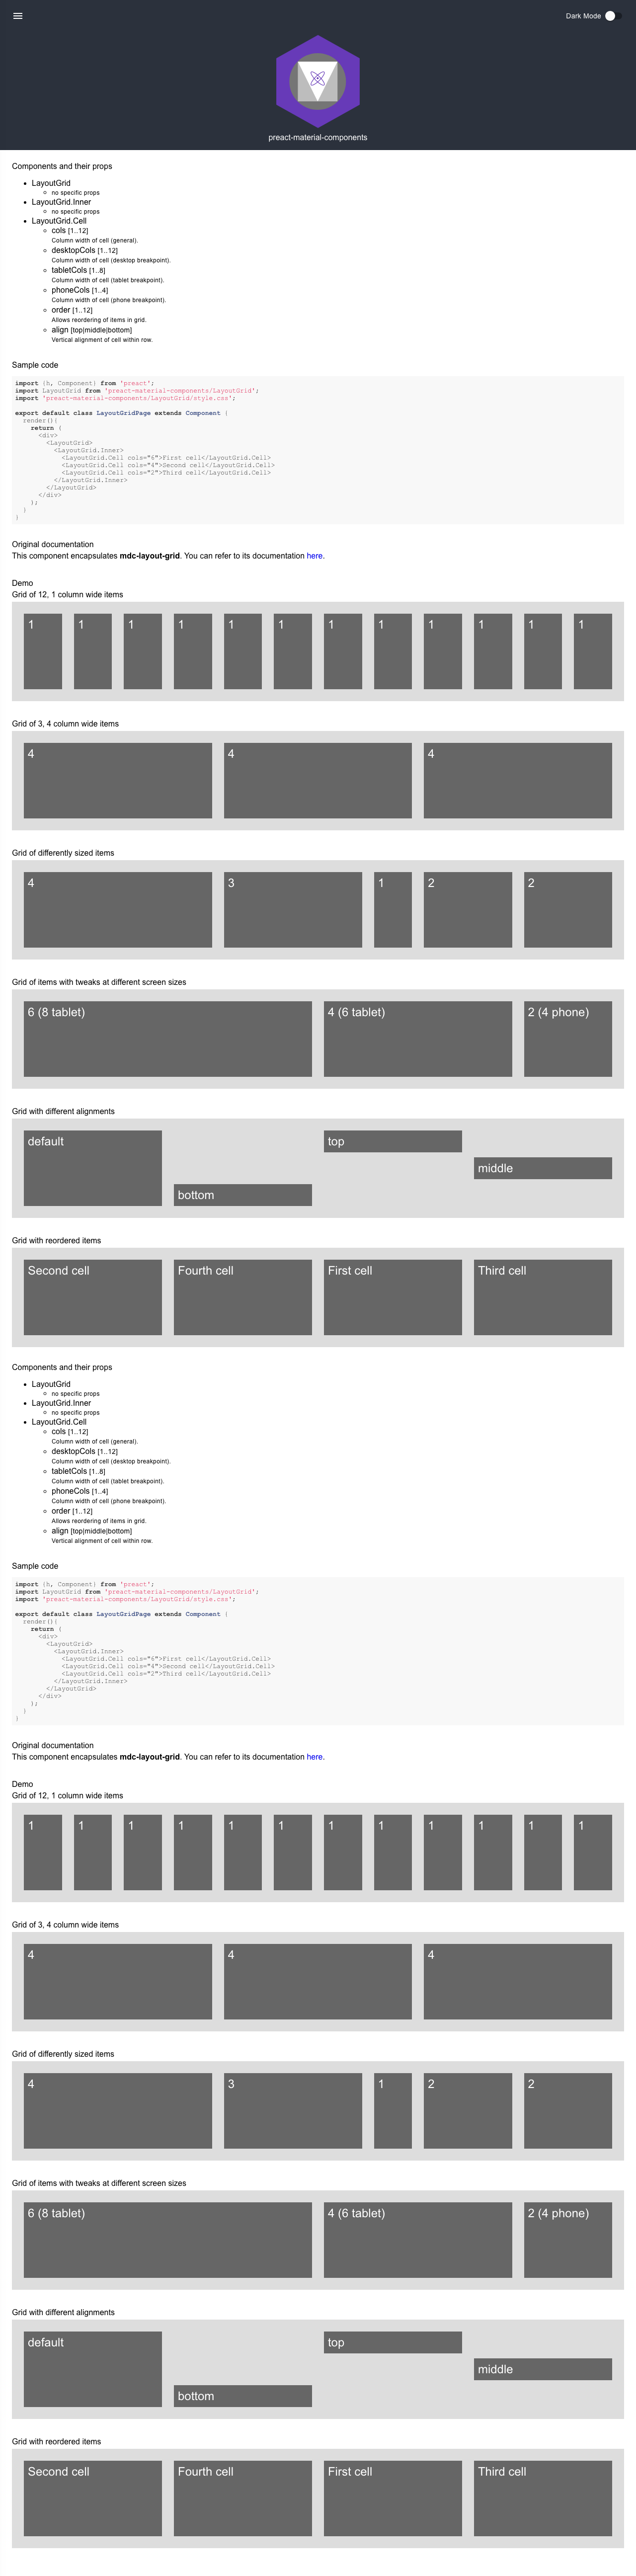 Dark Mode
preact-material-components
Components and their props
LayoutGrid
no specific props
LayoutGrid.Inner
no specific props
LayoutGrid.Cell
cols [1..12]
Column width of cell (general).
desktopCols [1..12]
Column width of cell (desktop breakpoint).
tabletCols [1..8]
Column width of cell (tablet breakpoint).
phoneCols [1..4]
Column width of cell (phone breakpoint).
order [1..12]
Allows reordering of items in grid.
align [top|middle|bottom]
Vertical alignment of cell within row.
Sample code
import {h, Component} from 'preact';
import LayoutGrid from 'preact-material-components/LayoutGrid';
import 'preact-material-components/LayoutGrid/style.css';
export default class LayoutGridPage extends Component {
render(){
return (
<div>
<LayoutGrid>
<LayoutGrid.Inner>
<LayoutGrid.Cell cols="6">First cell</LayoutGrid.Cell>
<LayoutGrid.Cell cols="4">Second cell</LayoutGrid.Cell>
<LayoutGrid.Cell cols="2">Third cell</LayoutGrid.Cell>
</LayoutGrid.Inner>
</LayoutGrid>
</div>
);
}
}
Original documentation
This component encapsulates mdc-layout-grid. You can refer to its documentation here.
Demo
Grid of 12, 1 column wide items
1 1 1 1 1 1 1 1 1 1 1 1
Grid of 3, 4 column wide items
4 4 4
Grid of differently sized items
4 3 1 2 2
Grid of items with tweaks at different screen sizes
6 (8 tablet) 4 (6 tablet) 2 (4 phone)
Grid with different alignments
default top
middle
bottom
Grid with reordered items
Second cell Fourth cell First cell Third cell
Components and their props
LayoutGrid
no specific props
LayoutGrid.Inner
no specific props
LayoutGrid.Cell
cols [1..12]
Column width of cell (general).
desktopCols [1..12]
Column width of cell (desktop breakpoint).
tabletCols [1..8]
Column width of cell (tablet breakpoint).
phoneCols [1..4]
Column width of cell (phone breakpoint).
order [1..12]
Allows reordering of items in grid.
align [top|middle|bottom]
Vertical alignment of cell within row.
Sample code
import {h, Component} from 'preact';
import LayoutGrid from 'preact-material-components/LayoutGrid';
import 'preact-material-components/LayoutGrid/style.css';
export default class LayoutGridPage extends Component {
render(){
return (
<div>
<LayoutGrid>
<LayoutGrid.Inner>
<LayoutGrid.Cell cols="6">First cell</LayoutGrid.Cell>
<LayoutGrid.Cell cols="4">Second cell</LayoutGrid.Cell>
<LayoutGrid.Cell cols="2">Third cell</LayoutGrid.Cell>
</LayoutGrid.Inner>
</LayoutGrid>
</div>
);
}
}
Original documentation
This component encapsulates mdc-layout-grid. You can refer to its documentation here.
Demo
Grid of 12, 1 column wide items
1 1 1 1 1 1 1 1 1 1 1 1
Grid of 3, 4 column wide items
4 4 4
Grid of differently sized items
4 3 1 2 2
Grid of items with tweaks at different screen sizes
6 (8 tablet) 4 (6 tablet) 2 (4 phone)
Grid with different alignments
default top
middle
bottom
Grid with reordered items
Second cell Fourth cell First cell Third cell